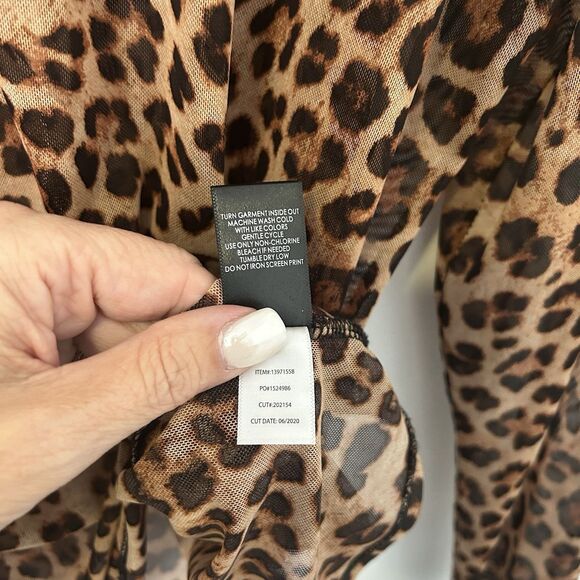 TURN GARMENT INSIDE OUT
MACHINE WASH COLD
WITH LIKE COLORS
GENTLE CYCLE
USE ONLY NON-CHLORINE
BLEACH IF NEEDED
TUMBLE DRY LOW
DO NOT IRON SCREEN PRINT
ITEM#:13971558
PO#1524986
CUT#:202154
CUT DATE: 06/2020